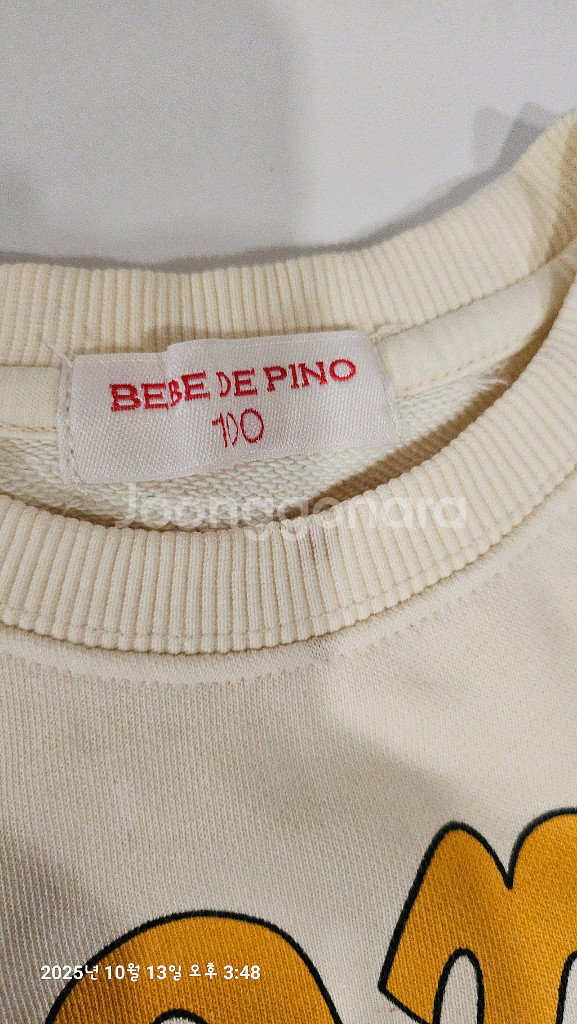 BEBE DE PINO
100
Joonggonara
2025년 10월 13일 오후 3:48